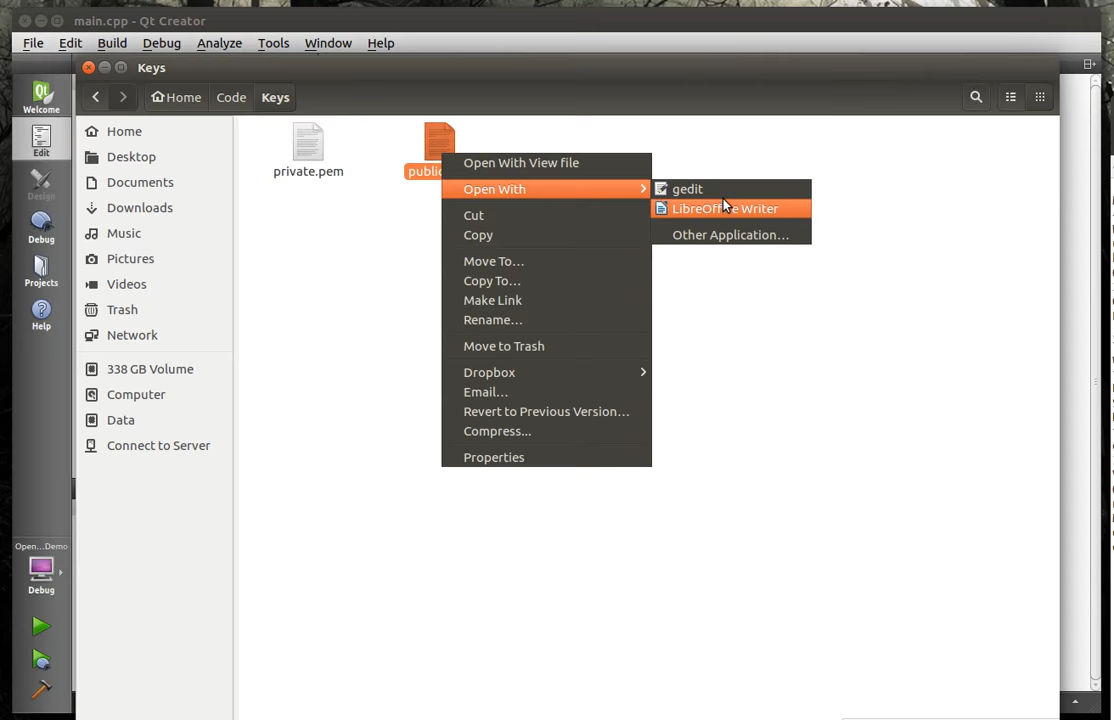 main.cpp - Qt Creator
File Edit Build Debug Analyze Tools Window Help
Keys
Home Code Keys
Welcome
Edit
Design
Debug
Projects
Help
Open...Demo
Debug
Home
Desktop
Documents
Downloads
Music
Pictures
Videos
Trash
Network
338 GB Volume
Computer
Data
Connect to Server
private.pem
Open With View file
Open With
Cut
Copy
Move To...
Copy To...
Make Link
Rename...
Move to Trash
Dropbox
Email...
Revert to Previous Version...
Compress...
Properties
gedit
LibreOffice Writer
Other Application...